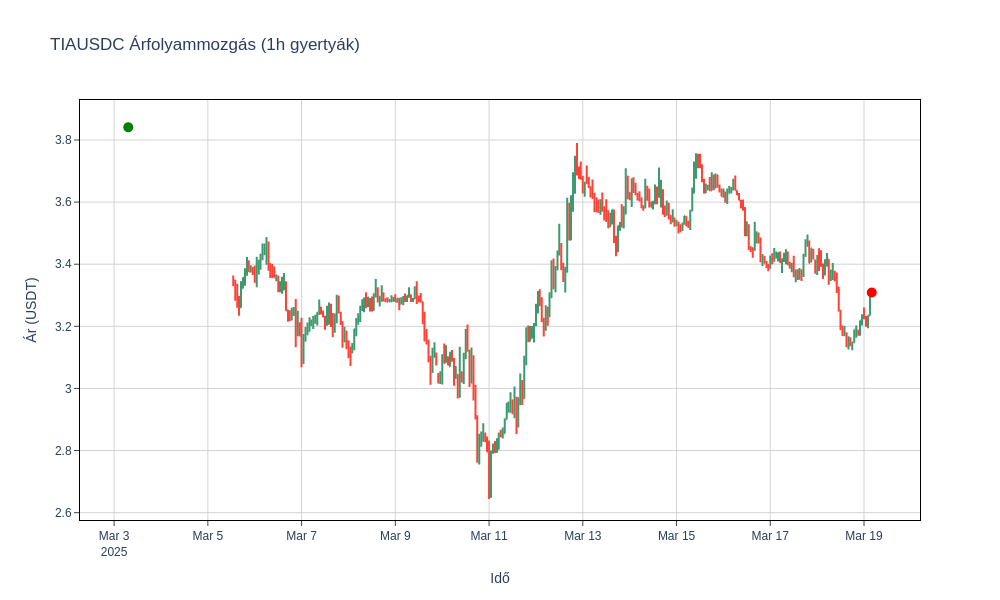 TIAUSDC Árfolyammozgás (1h gyertyák)
Ár (USDT)
3.8
3.6
3.4
3.2
3
2.8
2.6
Mar 3
2025
Mar 5
Mar 7
Mar 9
Mar 11
Mar 13
Mar 15
Mar 17
Mar 19
Idő